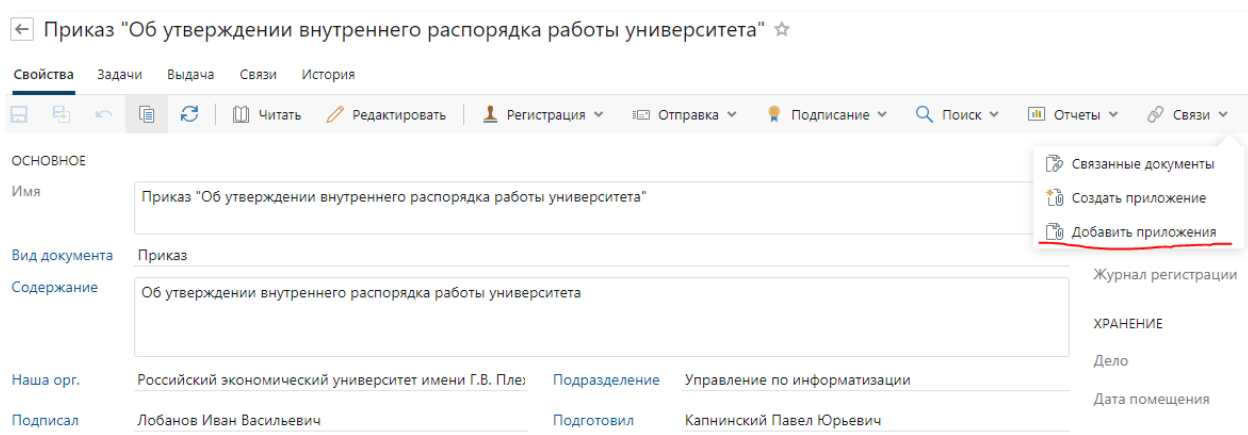 Приказ "Об утверждении внутреннего распорядка работы университета"
Свойства Задачи Выдача Связи История
Читать Редактировать Регистрация Отправка Подписание Поиск Отчеты Связи
Связанные документы
Создать приложение
Добавить приложения
ОСНОВНОЕ
Имя Приказ "Об утверждении внутреннего распорядка работы университета"
Вид документа Приказ
Содержание Об утверждении внутреннего распорядка работы университета
Журнал регистрации
ХРАНЕНИЕ
Дело
Наша орг. Российский экономический университет имени Г.В. Плех Подразделение Управление по информатизации
Дата помещения
Подписал Лобанов Иван Васильевич Подготовил Капнинский Павел Юрьевич